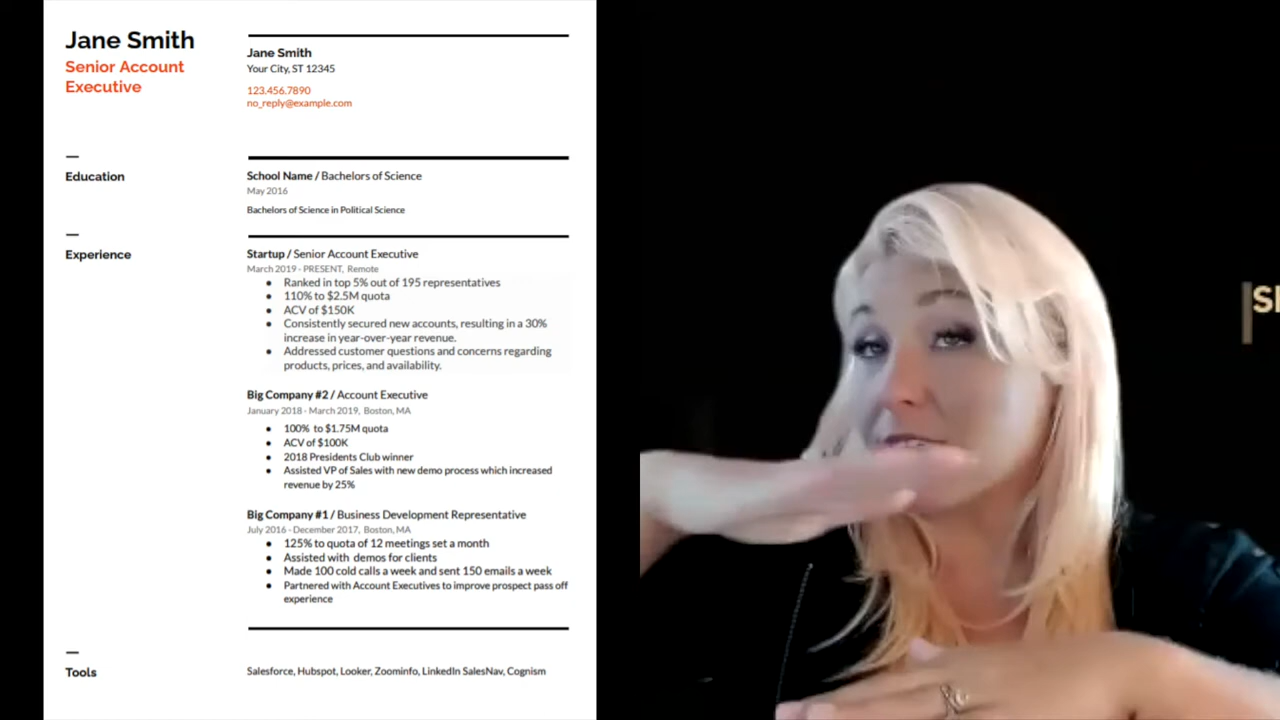 Jane Smith
Senior Account
Executive
Jane Smith
Your City, ST 12345
123.456.7890
no_reply@example.com
—
Education
School Name / Bachelors of Science
May 2016
Bachelors of Science in Political Science
—
Experience
Startup / Senior Account Executive
March 2019 - PRESENT, Remote
● Ranked in top 5% out of 195 representatives
● 110% to $2.5M quota
● ACV of $150K
● Consistently secured new accounts, resulting in a 30%
increase in year-over-year revenue.
● Addressed customer questions and concerns regarding
products, prices, and availability.
Big Company #2 / Account Executive
January 2018 - March 2019, Boston, MA
● 100% to $1.75M quota
● ACV of $100K
● 2018 Presidents Club winner
● Assisted VP of Sales with new demo process which increased
revenue by 25%
Big Company #1 / Business Development Representative
July 2016 - December 2017, Boston, MA
● 125% to quota of 12 meetings set a month
● Assisted with demos for clients
● Made 100 cold calls a week and sent 150 emails a week
● Partnered with Account Executives to improve prospect pass off
experience
—
Tools
Salesforce, Hubspot, Looker, Zoominfo, LinkedIn SalesNav, Cognism